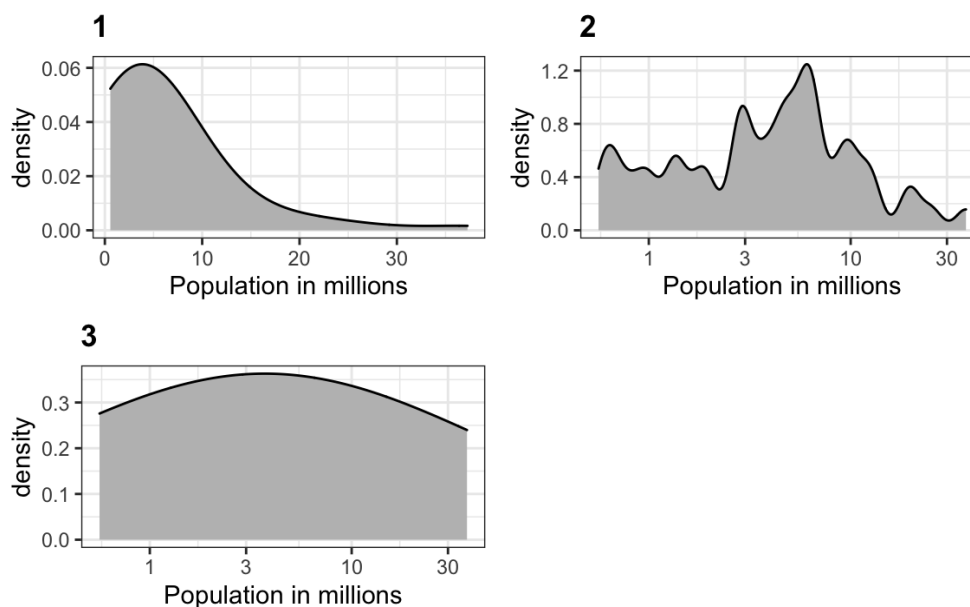 1
0.06
0.04
0.02
0.00
density
0 10 20 30
Population in millions
2
1.2
0.8
0.4
0.0
density
1 3 10 30
Population in millions
3
0.3
0.2
0.1
0.0
density
1 3 10 30
Population in millions